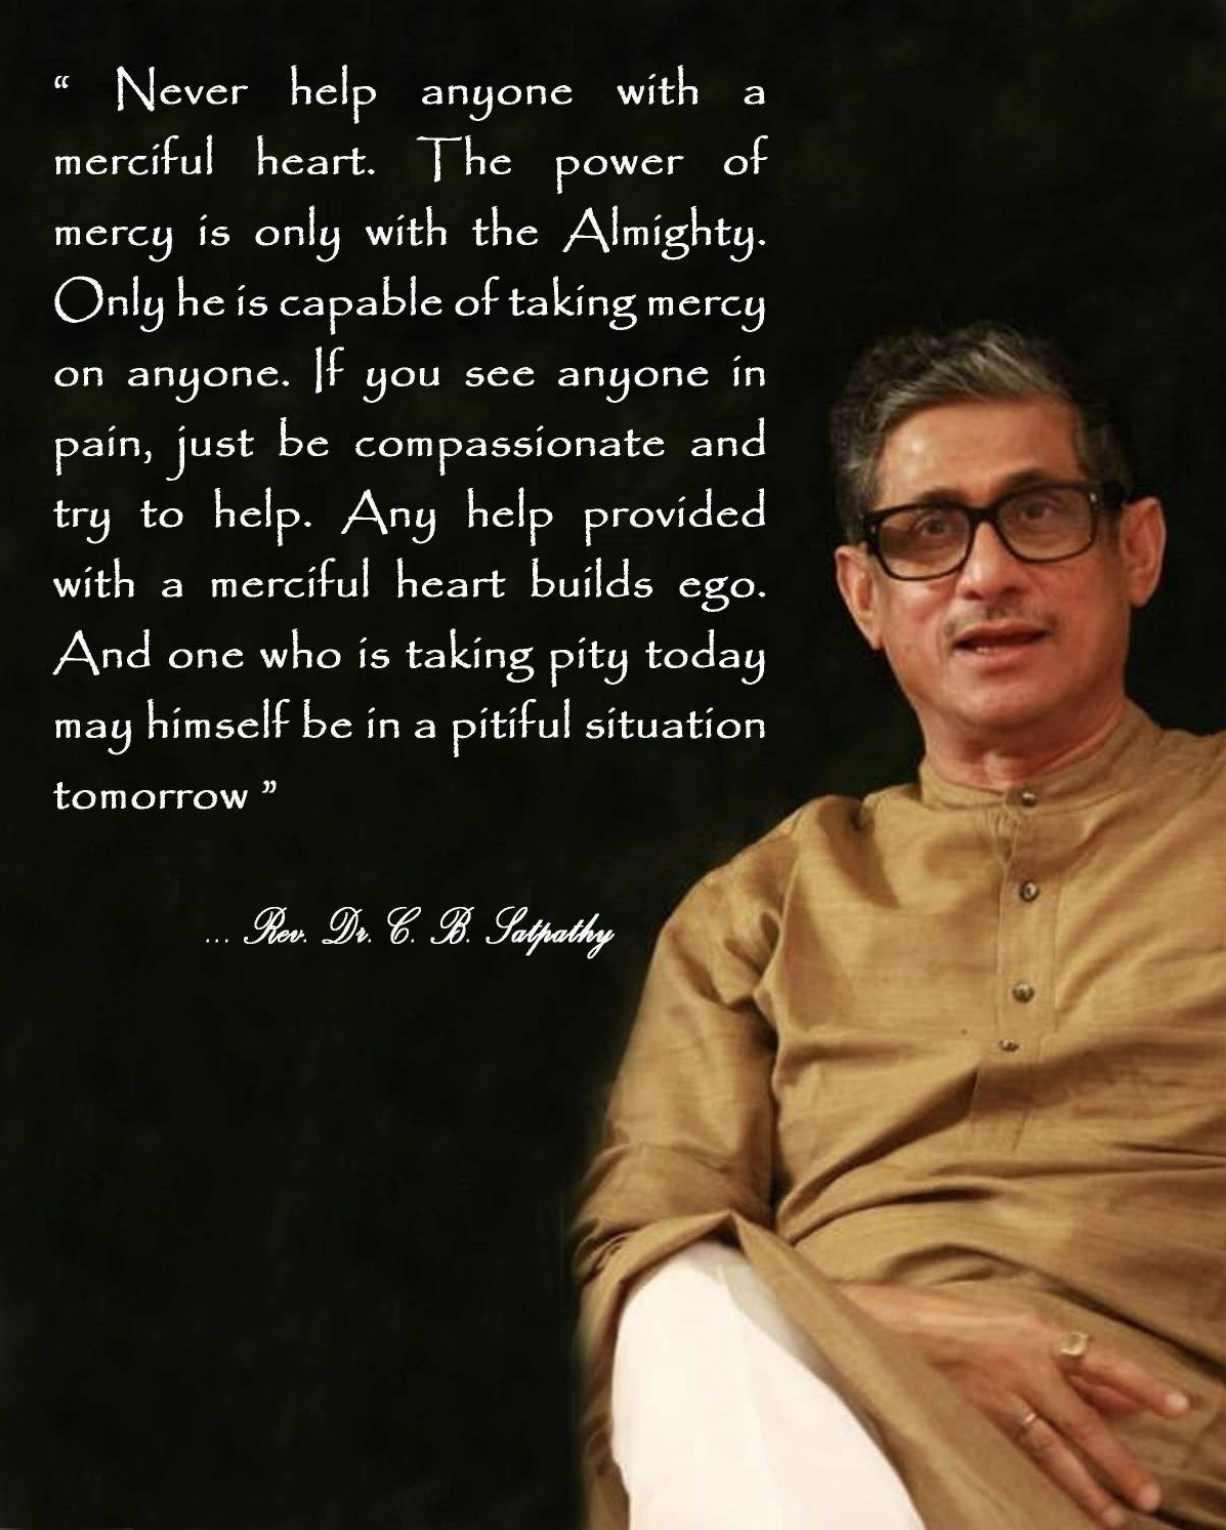 “ Never help anyone with a
merciful heart. The power of
mercy is only with the Almighty.
Only he is capable of taking mercy
on anyone. If you see anyone in
pain, just be compassionate and
try to help. Any help provided
with a merciful heart builds ego.
And one who is taking pity today
may himself be in a pitiful situation
tomorrow ”
... Rev. Dr. C. B. Satpathy